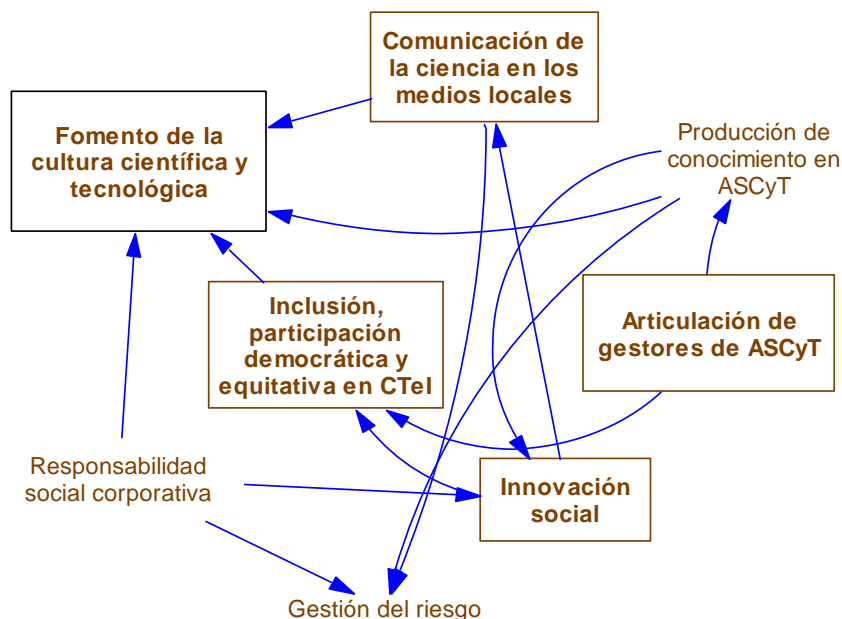 Comunicación de
la ciencia en los
medios locales
Fomento de la
cultura científica y
tecnológica
Producción de
conocimiento en
ASCyT
Inclusión,
participación
democrática y
equitativa en CTeI
Articulación de
gestores de ASCyT
Responsabilidad
social corporativa
Innovación
social
Gestión del riesgo